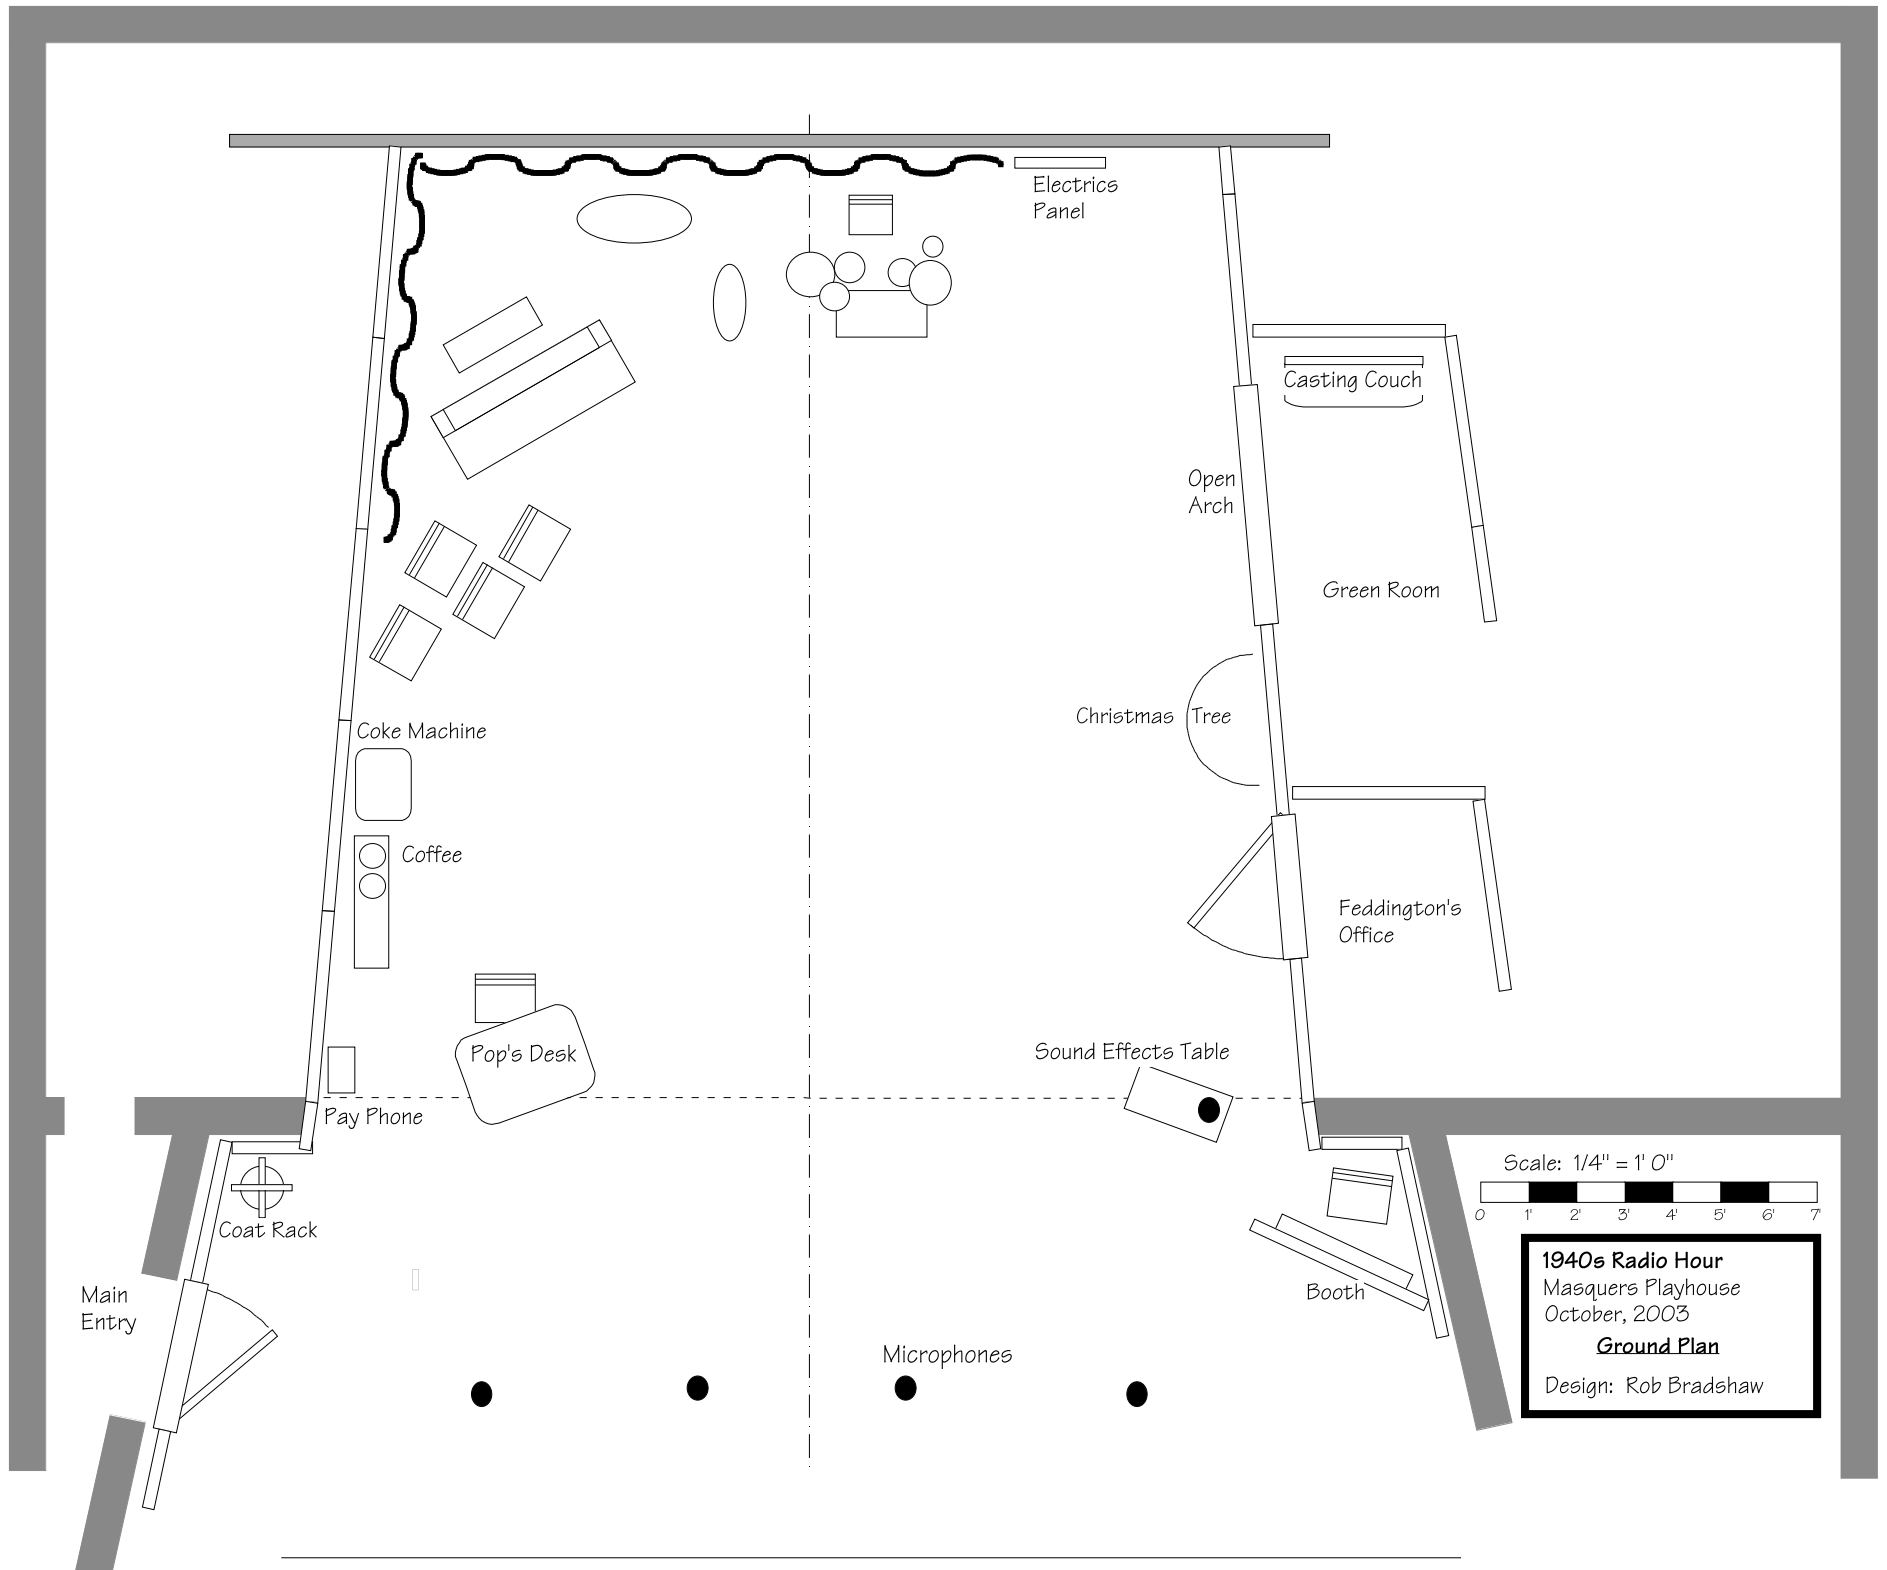 Electrics
Panel
Casting Couch
Open
Arch
Green Room
Christmas Tree
Coke Machine
Coffee
Feddington's
Office
Pop's Desk
Sound Effects Table
Pay Phone
Coat Rack
Main
Entry
Booth
Microphones
Scale: 1/4" = 1' 0"
0 1' 2' 3' 4' 5' 6' 7'
1940s Radio Hour
Masquers Playhouse
October, 2003
Ground Plan
Design: Rob Bradshaw